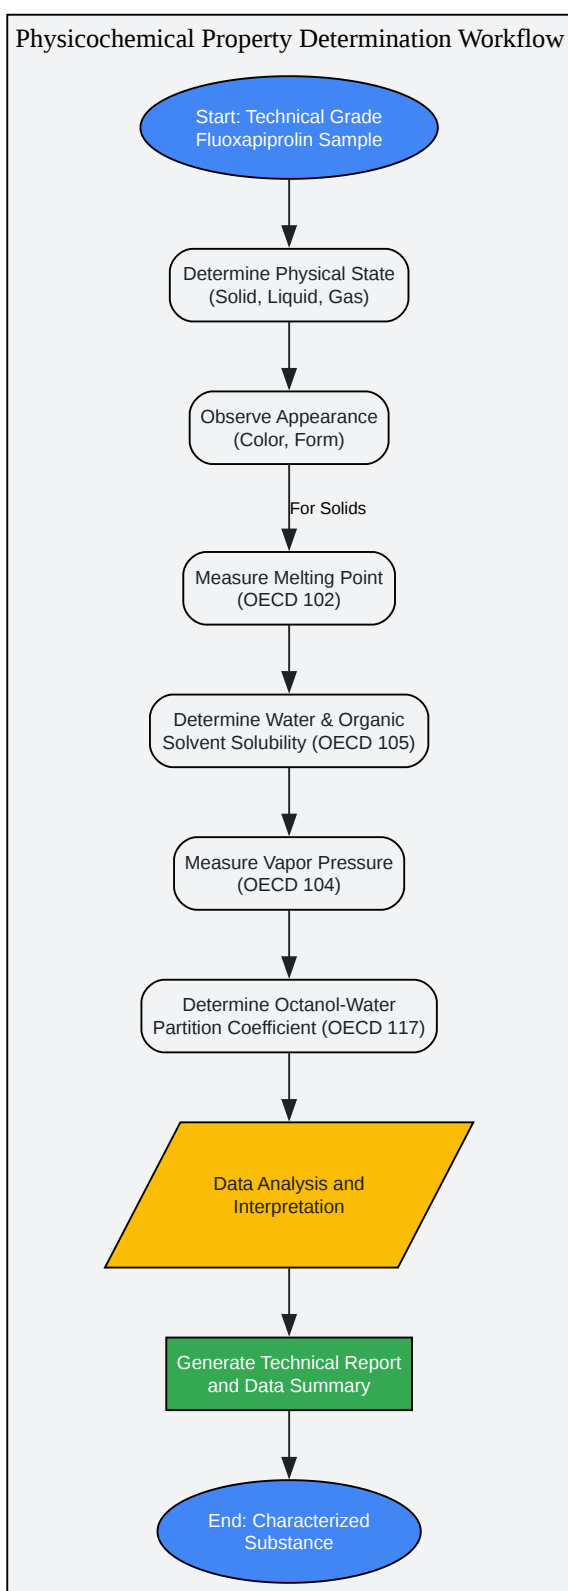 Physicochemical Property Determination Workflow
Start: Technical Grade
Fluoxapiprolin Sample
Determine Physical State
(Solid, Liquid, Gas)
Observe Appearance
(Color, Form)
For Solids
Measure Melting Point
(OECD 102)
Determine Water & Organic
Solvent Solubility (OECD 105)
Measure Vapor Pressure
(OECD 104)
Determine Octanol-Water
Partition Coefficient (OECD 117)
Data Analysis and
Interpretation
Generate Technical Report
and Data Summary
End: Characterized
Substance